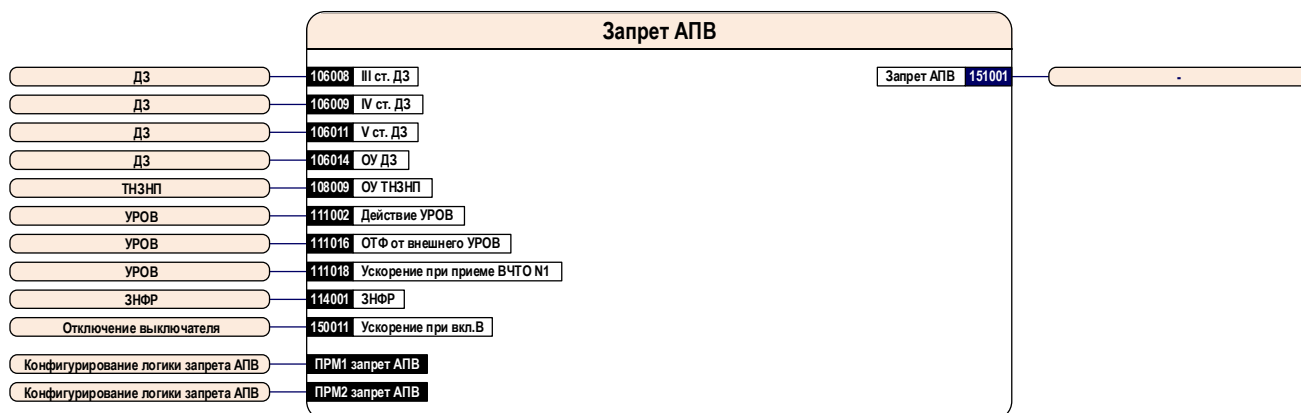 Запрет АПВ
ДЗ 106008 III ст. ДЗ Запрет АПВ 151001 -
ДЗ 106009 IV ст. ДЗ
ДЗ 106011 V ст. ДЗ
ДЗ 106014 ОУ ДЗ
ТНЗНП 108009 ОУ ТНЗНП
УРОВ 111002 Действие УРОВ
УРОВ 111016 ОТФ от внешнего УРОВ
УРОВ 111018 Ускорение при приеме ВЧТО N1
ЗНФР 114001 ЗНФР
Отключение выключателя 150011 Ускорение при вкл.В
Конфигурирование логики запрета АПВ ПРМ1 запрет АПВ
Конфигурирование логики запрета АПВ ПРМ2 запрет АПВ